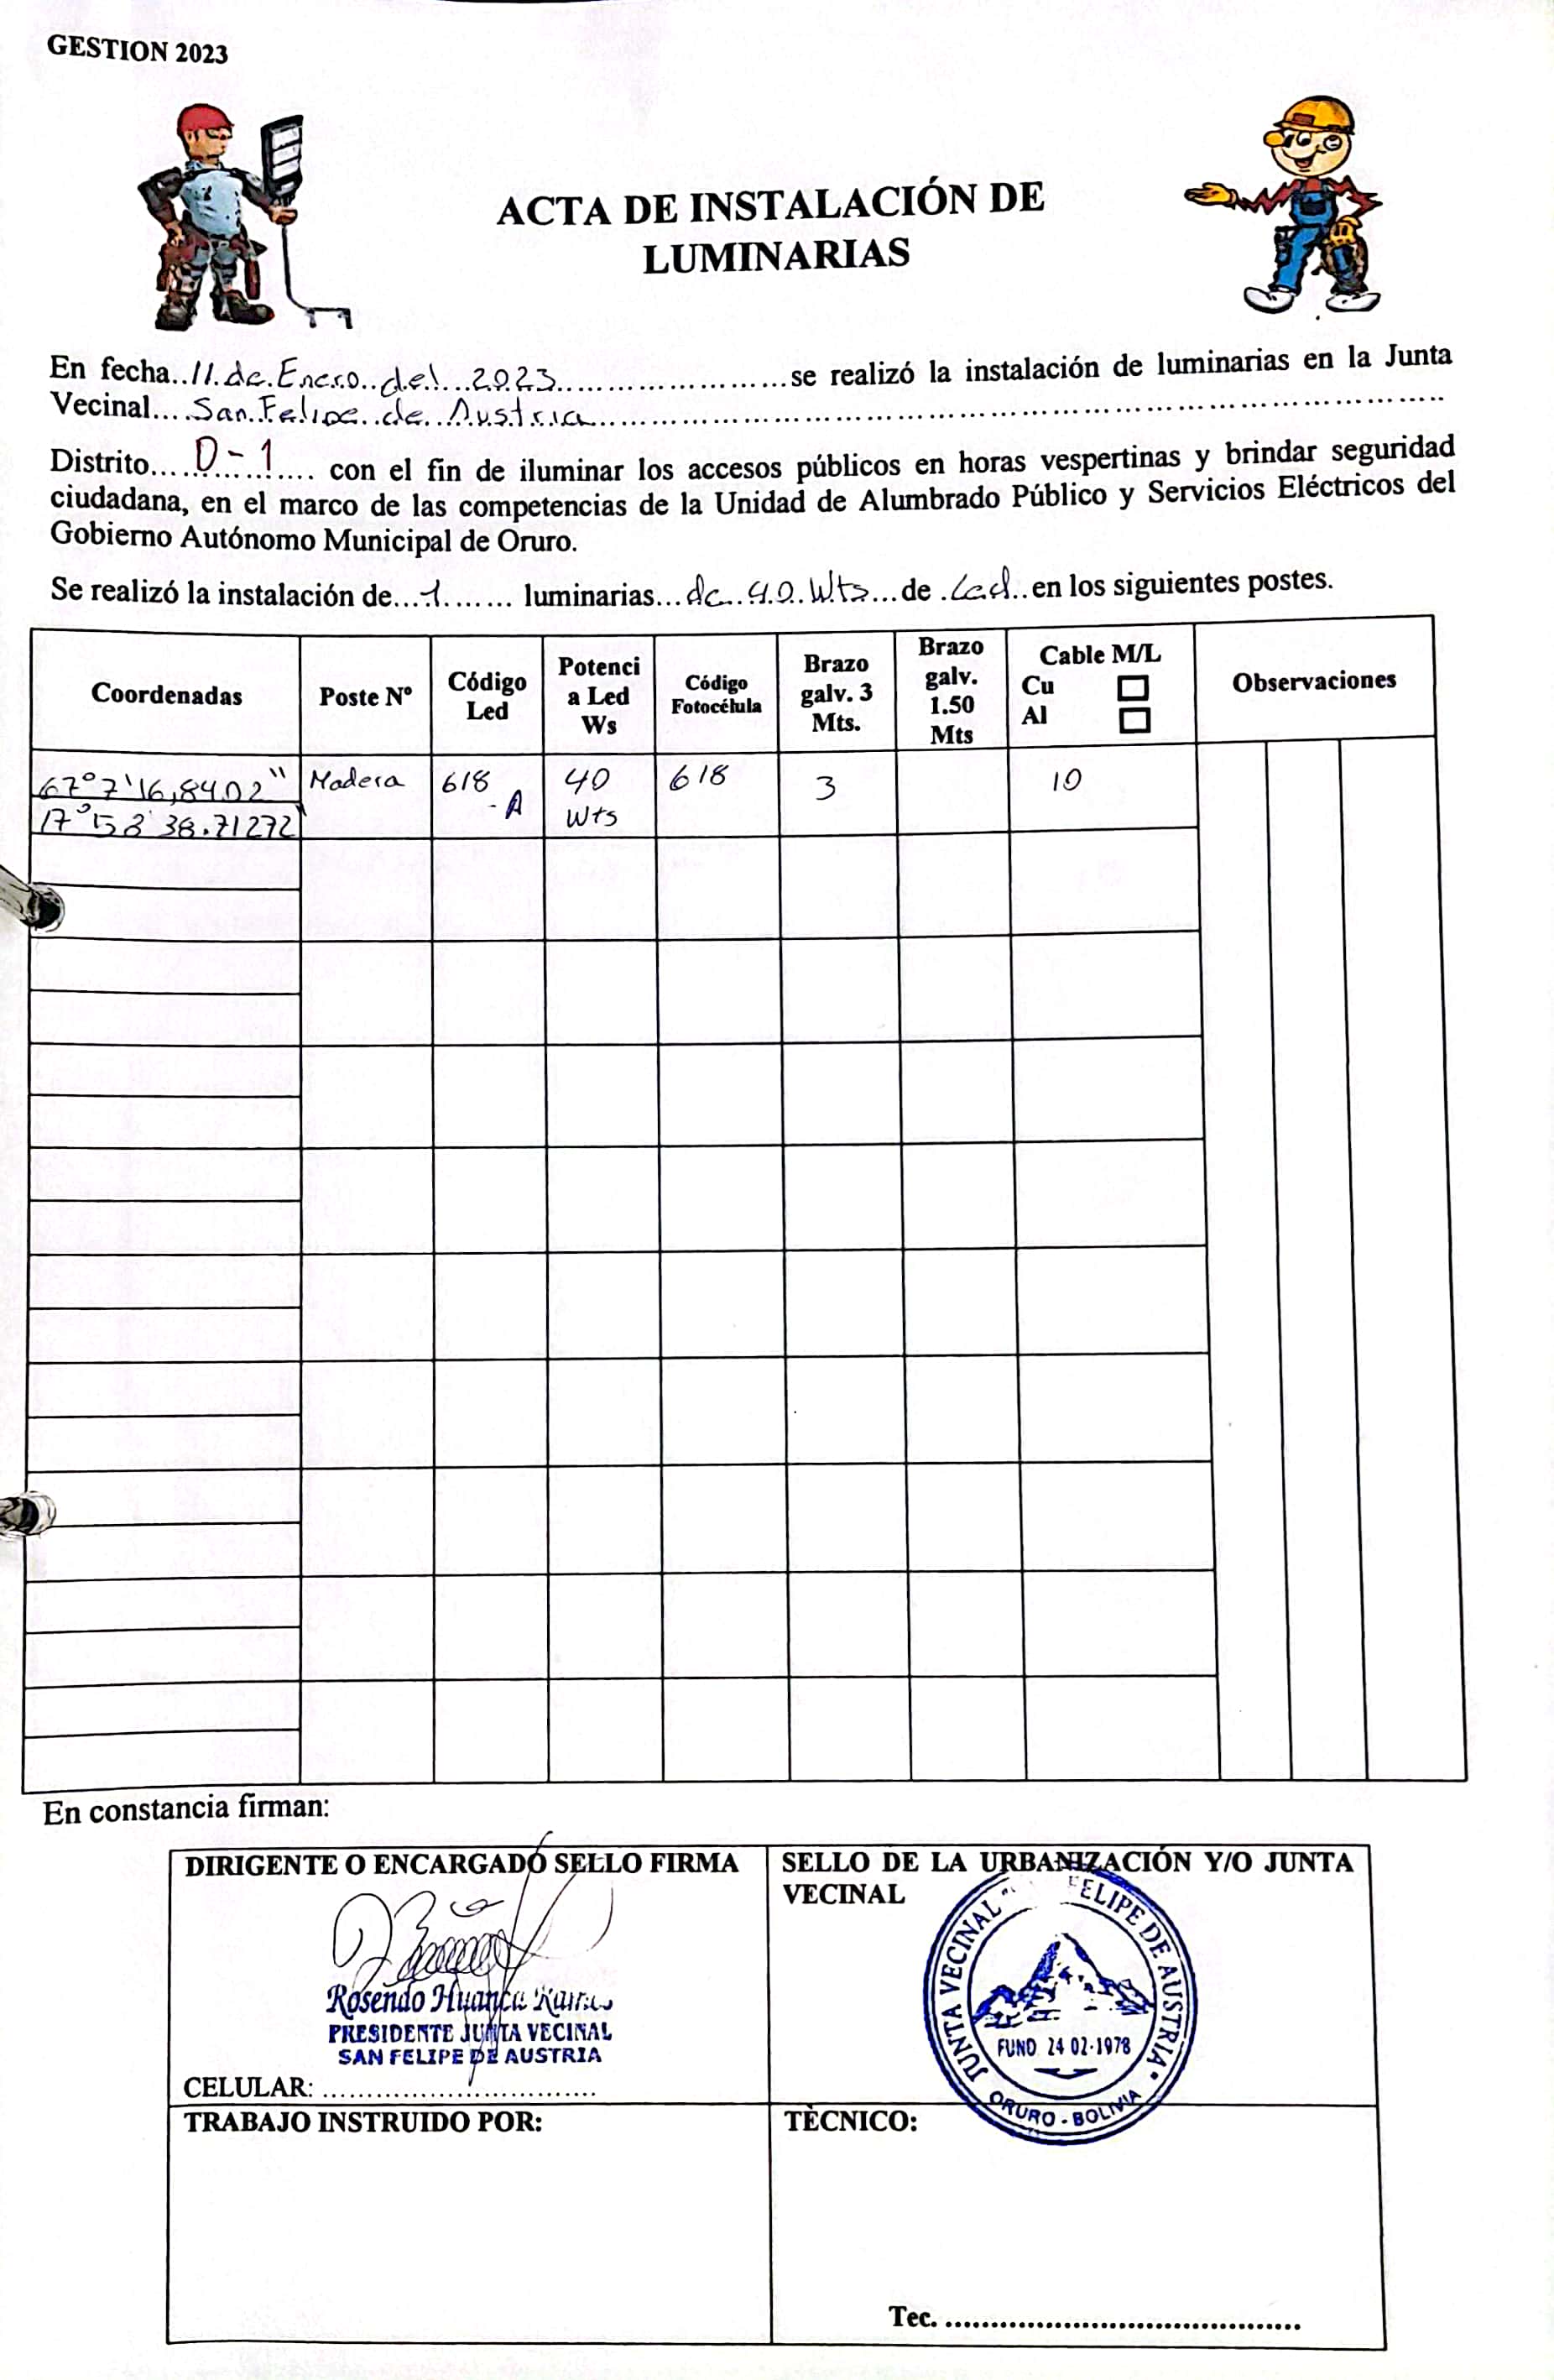 GESTION 2023
ACTA DE INSTALACIÓN DE
LUMINARIAS
En fecha..11.de.Enero..del...2023...........................se realizó la instalación de luminarias en la Junta
Vecinal....San.Felipe.de.Austria..........................................................................................
Distrito.....D-1.... con el fin de iluminar los accesos públicos en horas vespertinas y brindar seguridad
ciudadana, en el marco de las competencias de la Unidad de Alumbrado Público y Servicios Eléctricos del
Gobierno Autónomo Municipal de Oruro.
Se realizó la instalación de....1....... luminarias...de..40..Wts...de .Led..en los siguientes postes.
Coordenadas
Poste Nº
Código
Led
Potenci
a Led
Ws
Código
Fotocélula
Brazo
galv. 3
Mts.
Brazo
galv.
1.50
Mts
Cable M/L
Cu
Al
Observaciones
67°7'16,8402"
17°58'38.71272
Madera
618
-A
40
Wts
618
3
10
En constancia firman:
DIRIGENTE O ENCARGADO SELLO FIRMA
Rosendo Huanca
PRESIDENTE JUNTA VECINAL
SAN FELIPE DE AUSTRIA
CELULAR: ................................
SELLO DE LA URBANIZACIÓN Y/O JUNTA
VECINAL
JUNTA VECINAL FELIPE DE AUSTRIA
FUND 24 02-1978
ORURO - BOLIVIA
TRABAJO INSTRUIDO POR:
TÈCNICO:
Tec. ........................................